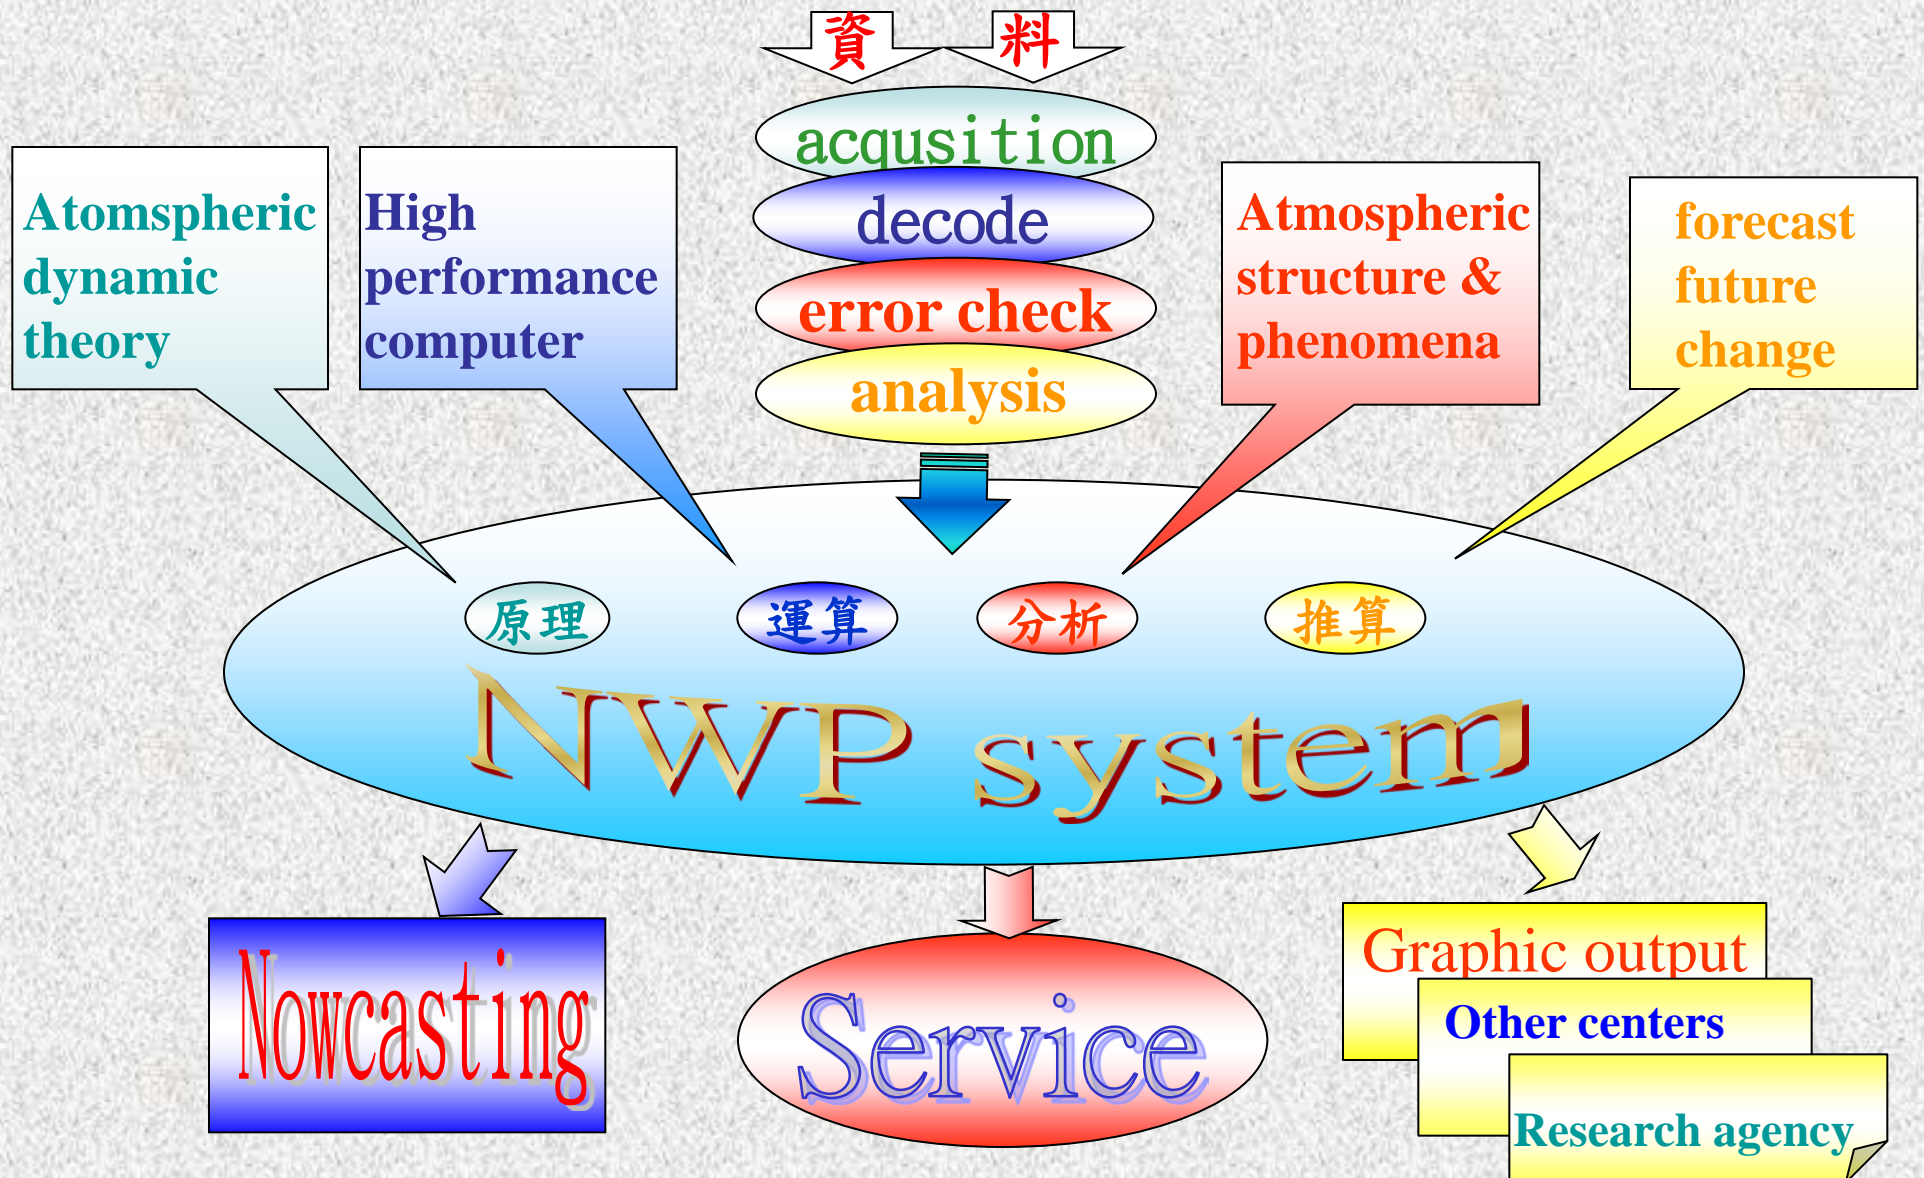 資 料
acqusition
decode
error check
analysis
Atomspheric
dynamic
theory
High
performance
computer
Atmospheric
structure &
phenomena
forecast
future
change
原理
運算
分析
推算
NWP system
Nowcasting
Service
Graphic output
Other centers
Research agency